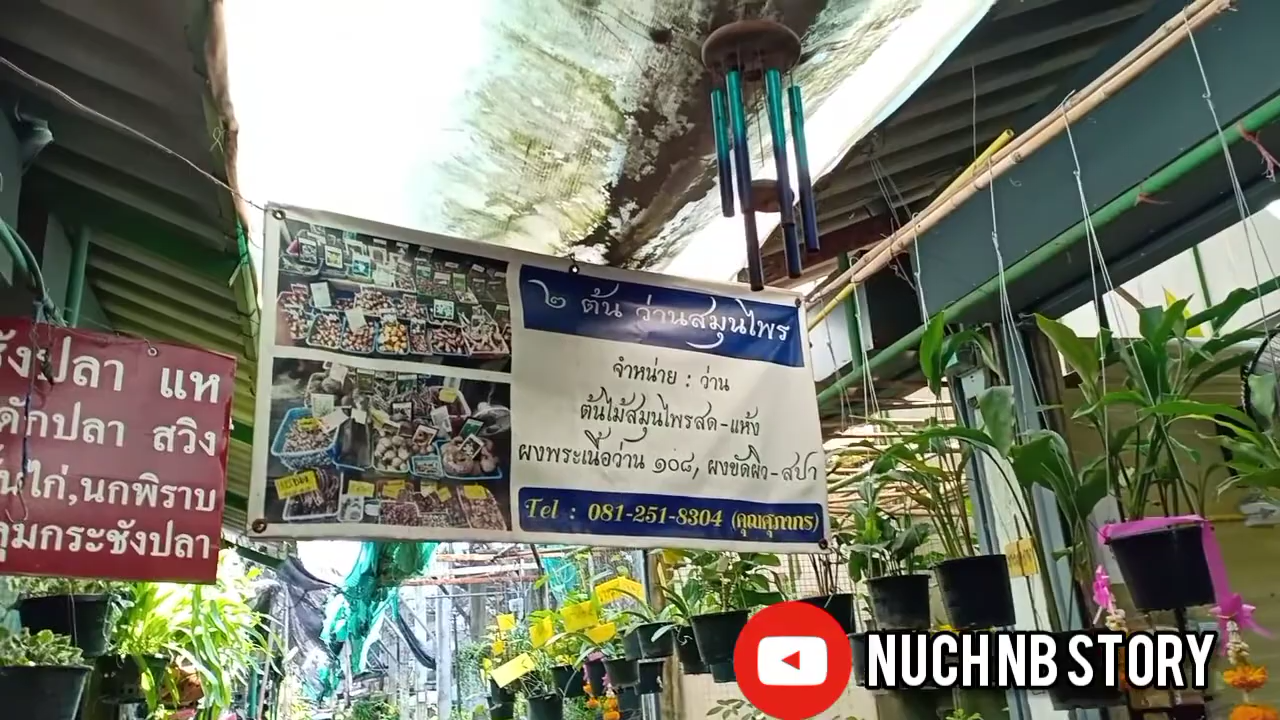 ปลา แห
ดักปลา สวิง
ไก่,นกพิราบ
คลุมกระชังปลา
๒ ต้น ว่านสมุนไพร
จำหน่าย : ว่าน
ต้นไม้สมุนไพรสด-แห้ง
ผงพระเนื้อว่าน ๑๐๘, ผงขัดผิว-สปา
Tel : 081-251-8304 (คุณศุภากร)
NUCH NB STORY